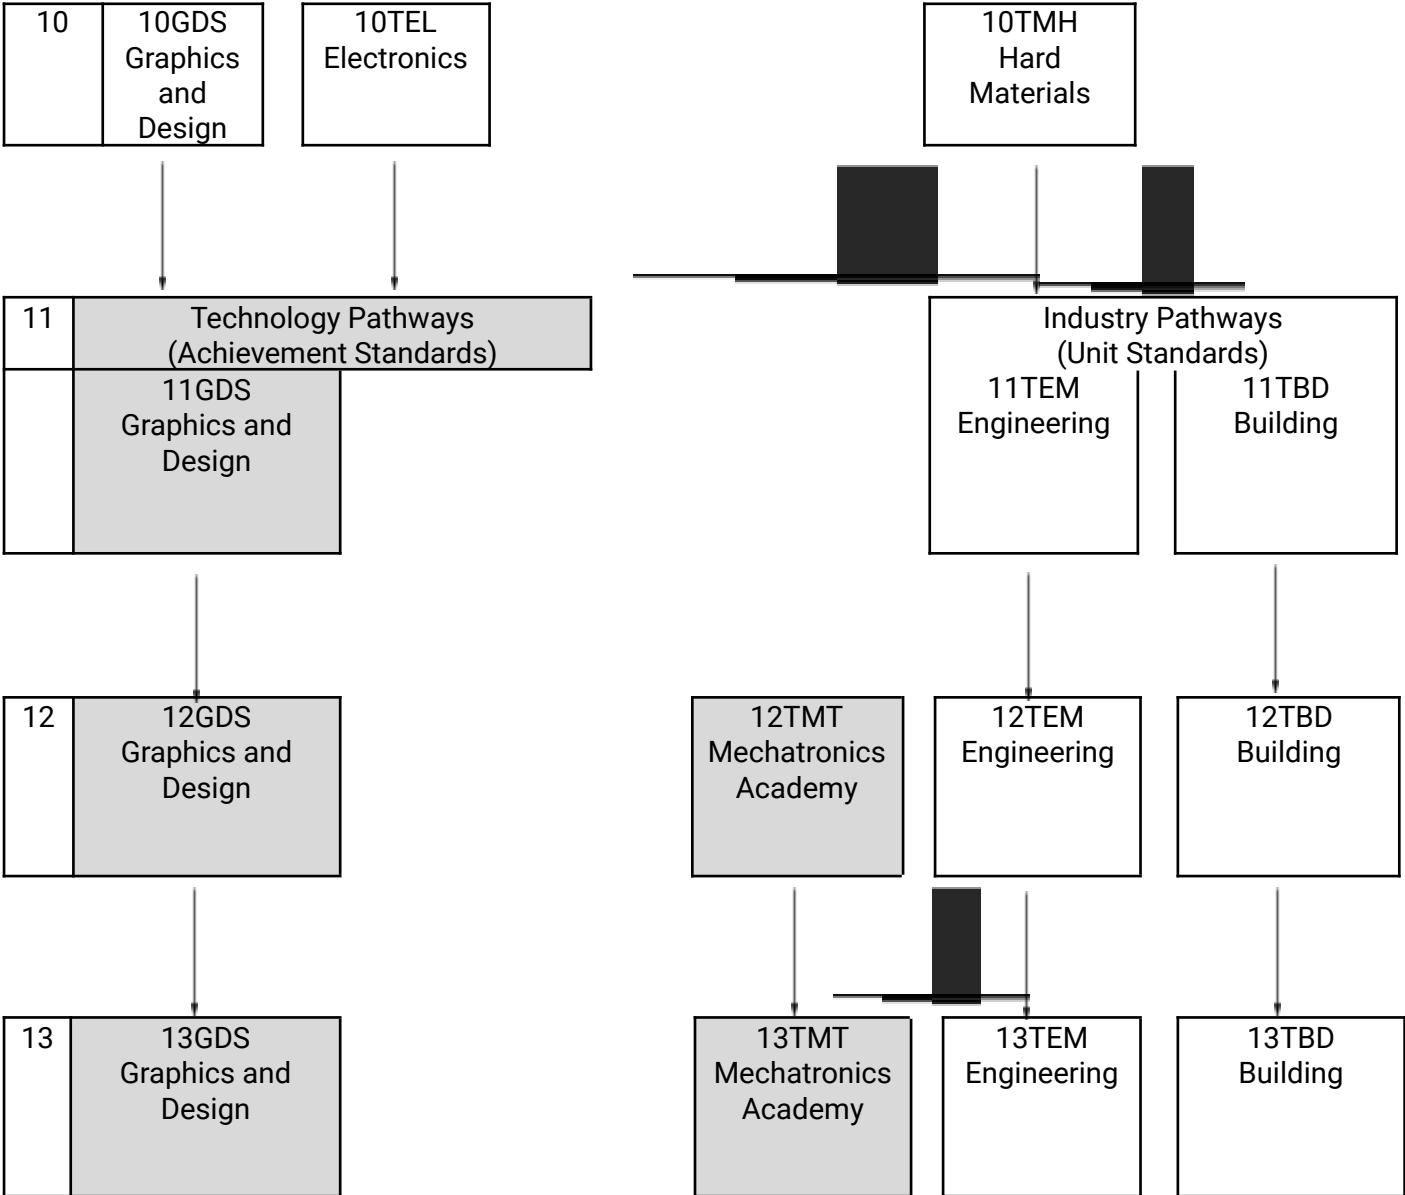 10
10GDS
Graphics
and
Design
10TEL
Electronics
10TMH
Hard
Materials
11
Technology Pathways
(Achievement Standards)
Industry Pathways
(Unit Standards)
11GDS
Graphics and
Design
11TEM
Engineering
11TBD
Building
12
12GDS
Graphics and
Design
12TMT
Mechatronics
Academy
12TEM
Engineering
12TBD
Building
13
13GDS
Graphics and
Design
13TMT
Mechatronics
Academy
13TEM
Engineering
13TBD
Building